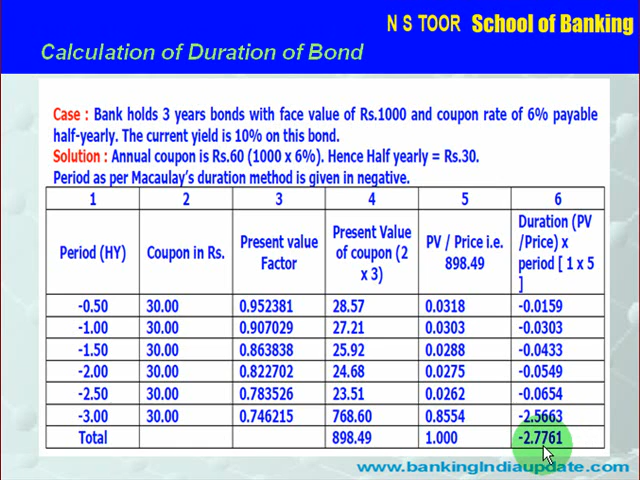 N S TOOR School of Banking
Calculation of Duration of Bond
Case : Bank holds 3 years bonds with face value of Rs.1000 and coupon rate of 6% payable
half-yearly. The current yield is 10% on this bond.
Solution : Annual coupon is Rs.60 (1000 x 6%). Hence Half yearly = Rs.30.
Period as per Macaulay's duration method is given in negative.
1 2 3 4 5 6
Period (HY) Coupon in Rs. Present value Factor Present Value of coupon (2 x 3) PV / Price i.e. 898.49 Duration (PV /Price) x period [ 1 x 5 ]
-0.50 30.00 0.952381 28.57 0.0318 -0.0159
-1.00 30.00 0.907029 27.21 0.0303 -0.0303
-1.50 30.00 0.863838 25.92 0.0288 -0.0433
-2.00 30.00 0.822702 24.68 0.0275 -0.0549
-2.50 30.00 0.783526 23.51 0.0262 -0.0654
-3.00 30.00 0.746215 768.60 0.8554 -2.5663
Total 898.49 1.000 -2.7761
www.bankingIndiaupdate.com